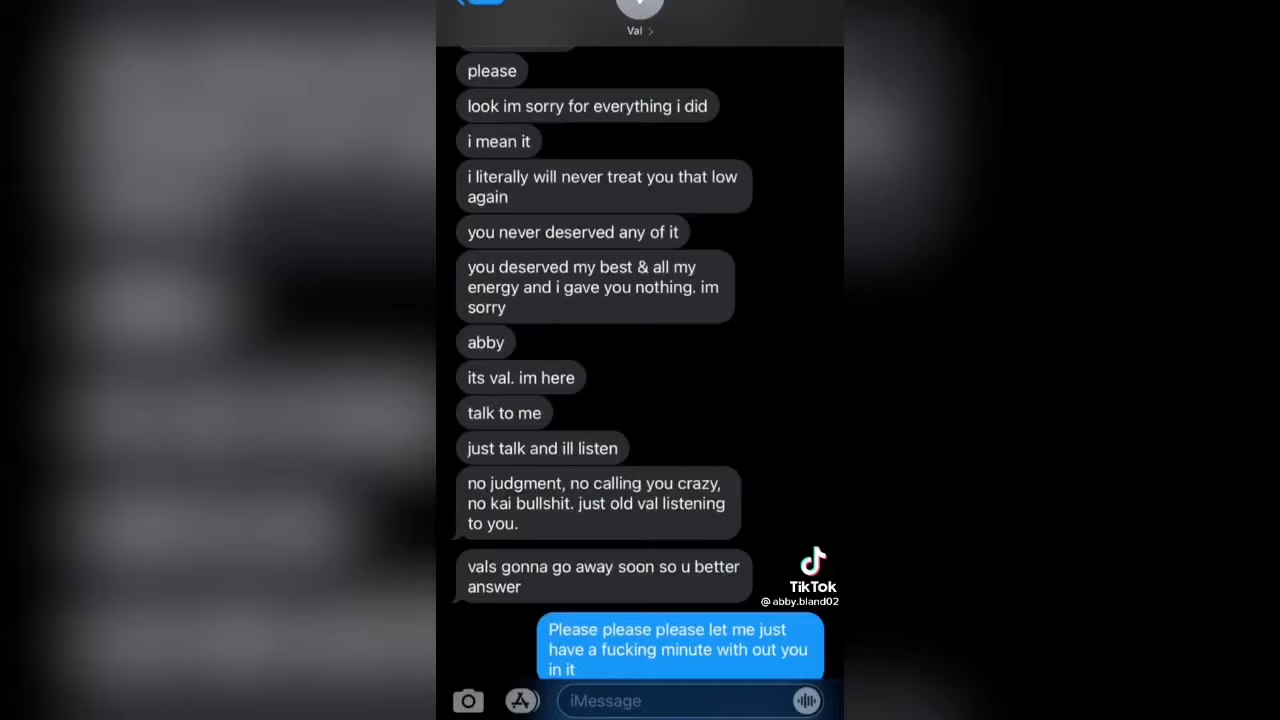 Val
please
look im sorry for everything i did
i mean it
i literally will never treat you that low
again
you never deserved any of it
you deserved my best & all my
energy and i gave you nothing. im
sorry
abby
its val. im here
talk to me
just talk and ill listen
no judgment, no calling you crazy,
no kai bullshit. just old val listening
to you.
vals gonna go away soon so u better
answer
TikTok
@abby.bland02
Please please please let me just
have a fucking minute with out you
in it
iMessage